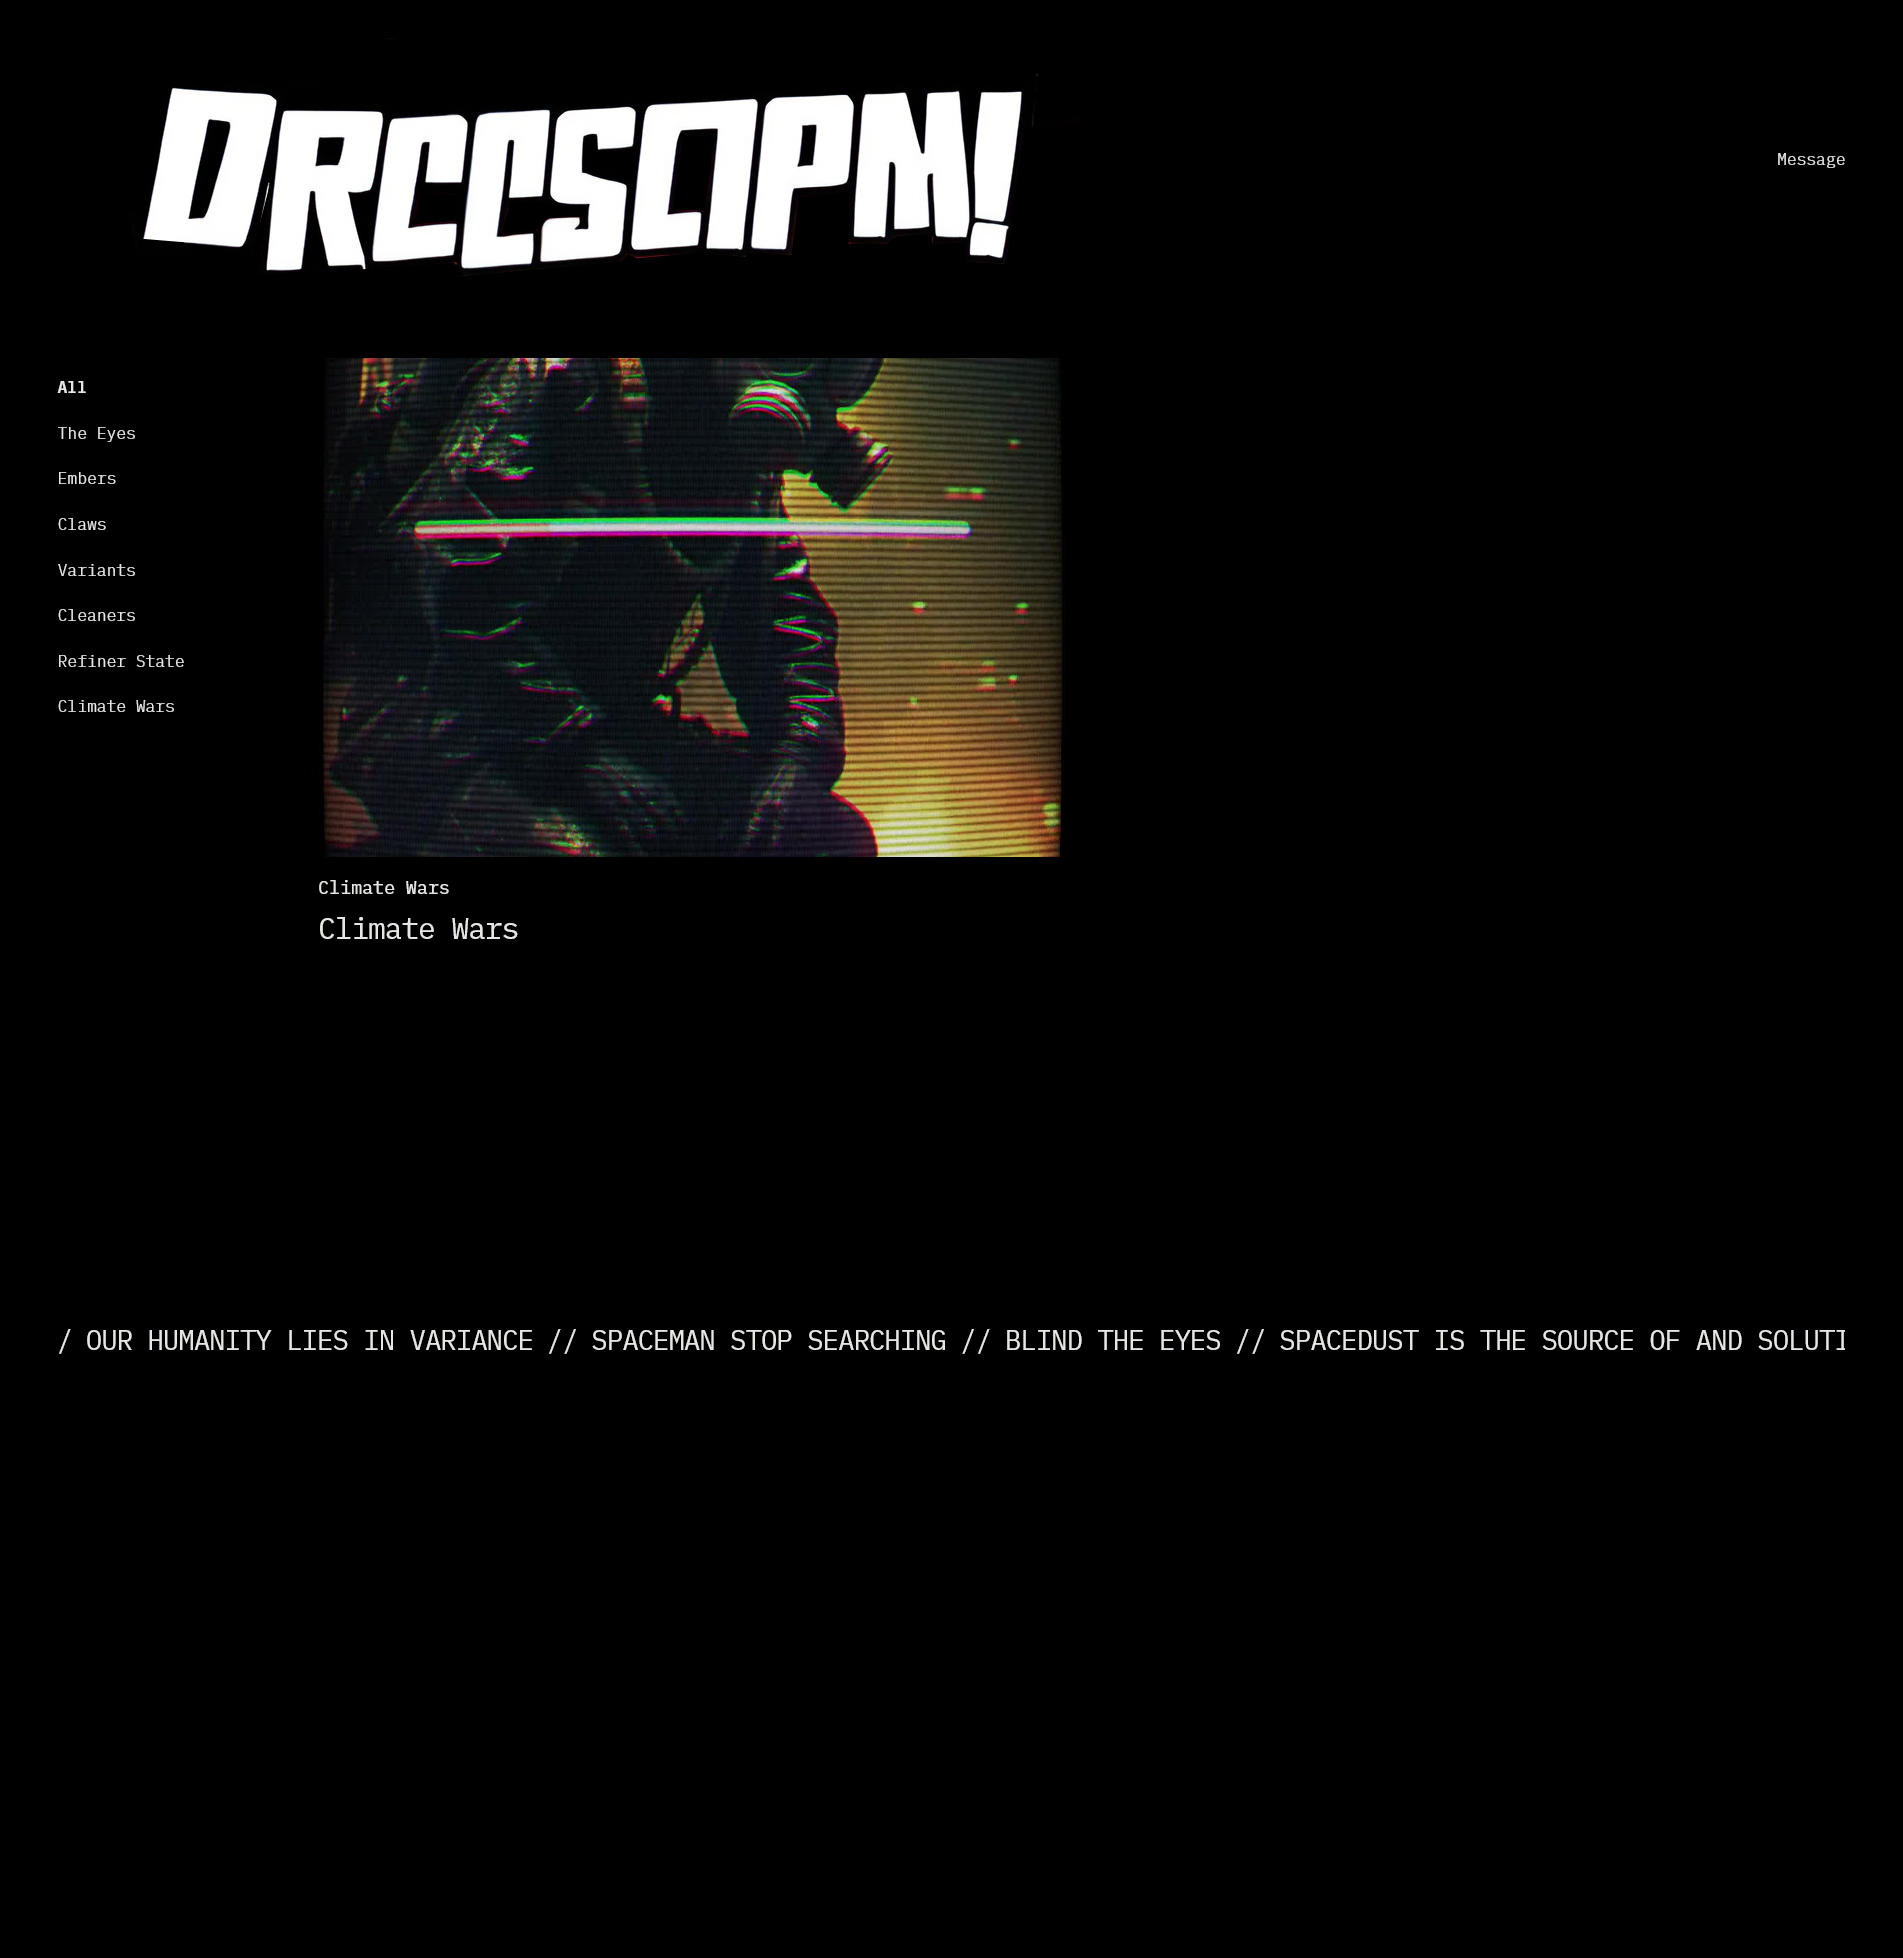 DRCCSOPM!
Message
All
The Eyes
Embers
Claws
Variants
Cleaners
Refiner State
Climate Wars
Climate Wars
Climate Wars
/ OUR HUMANITY LIES IN VARIANCE // SPACEMAN STOP SEARCHING // BLIND THE EYES // SPACEDUST IS THE SOURCE OF AND SOLUTI